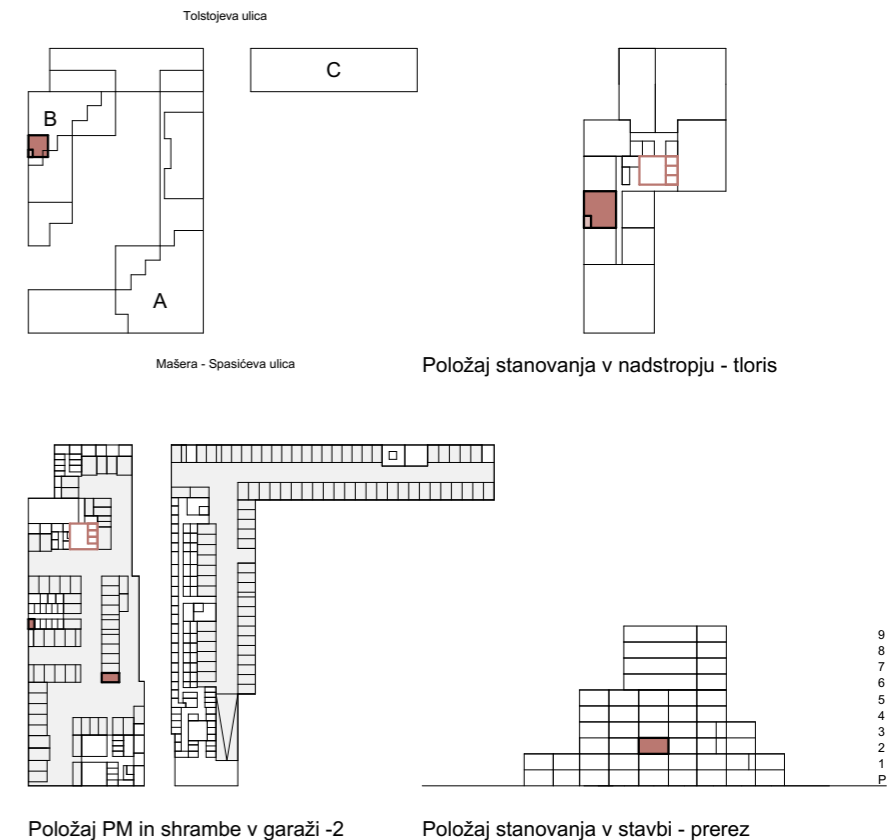 Tolstojeva ulica
C
B
A
Mašera - Spasićeva ulica
Položaj stanovanja v nadstropju - tloris
9
8
7
6
5
4
3
2
1
P
Položaj PM in shrambe v garaži -2
Položaj stanovanja v stavbi - prerez